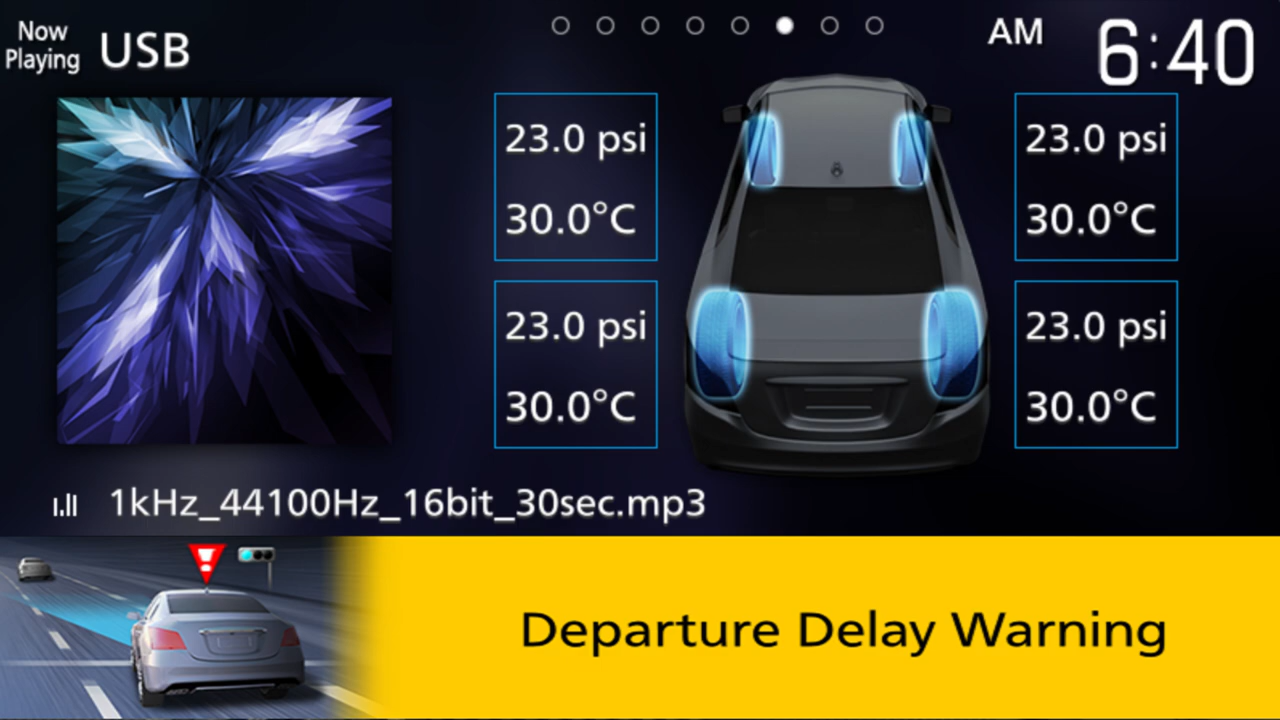 Now
Playing
USB
AM 6:40
23.0 psi
30.0°C
23.0 psi
30.0°C
23.0 psi
30.0°C
23.0 psi
30.0°C
1kHz_44100Hz_16bit_30sec.mp3
Departure Delay Warning